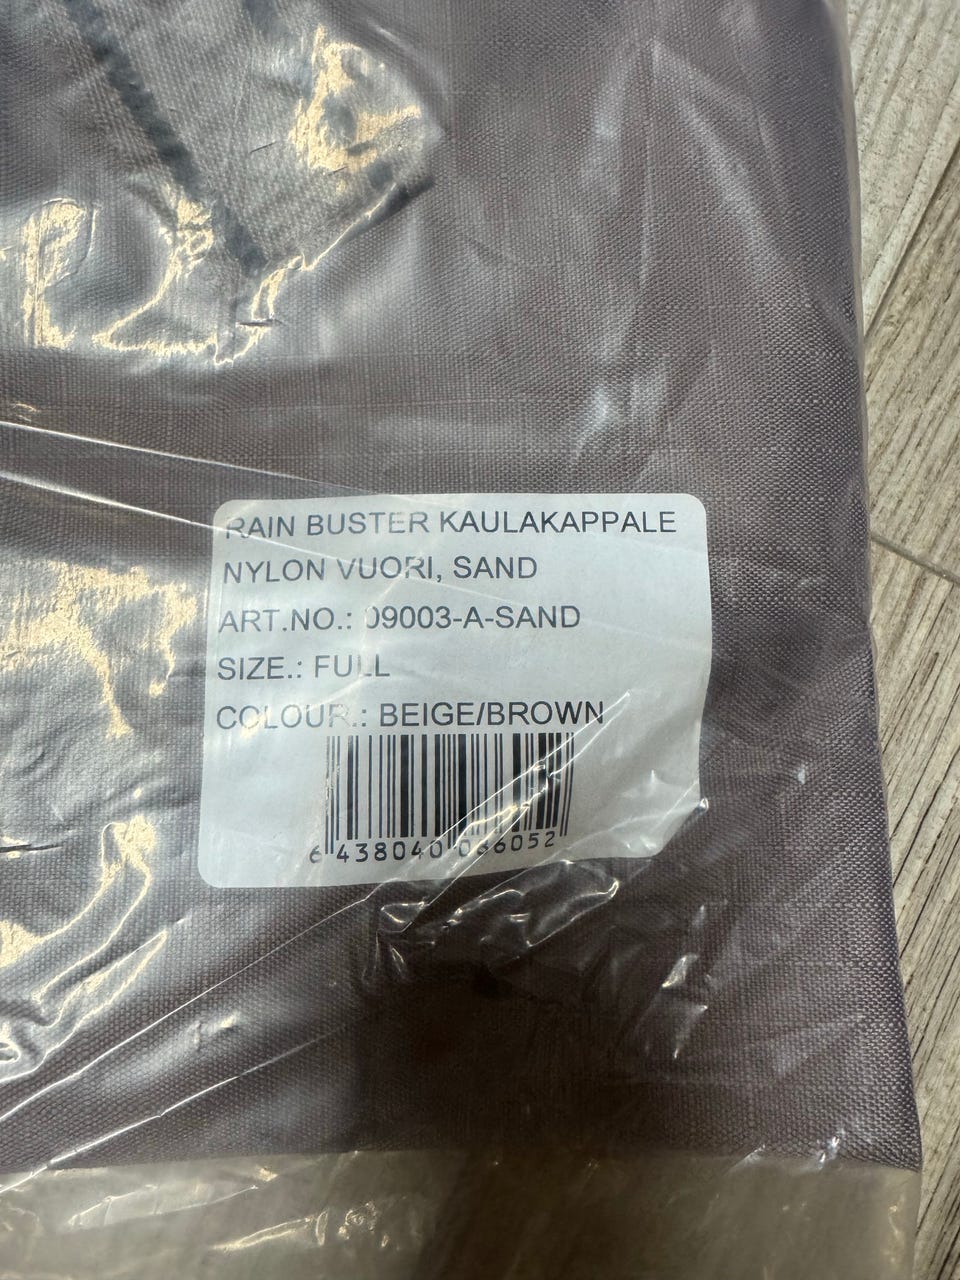 RAIN BUSTER KAULAKAPPALE
NYLON VUORI, SAND
ART.NO.: 09003-A-SAND
SIZE.: FULL
COLOUR.: BEIGE/BROWN
6 438040 086052